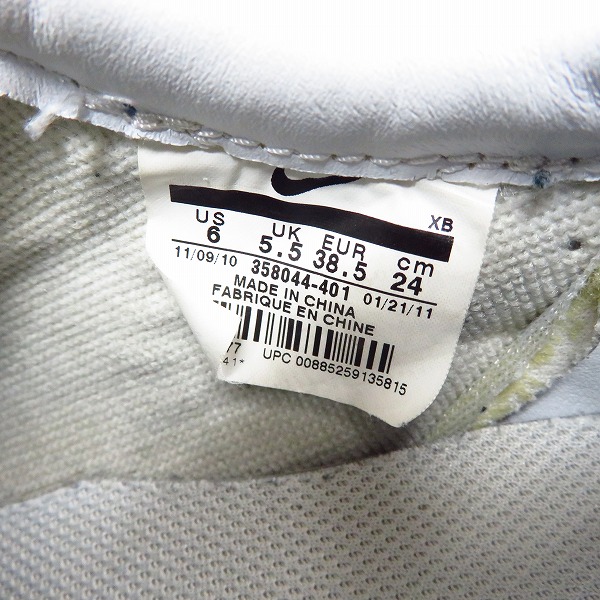 XB
US UK EUR cm
6 5.5 38.5 24
11/09/10 358044-401 01/21/11
MADE IN CHINA
FABRIQUE EN CHINE
UPC 00885259135815